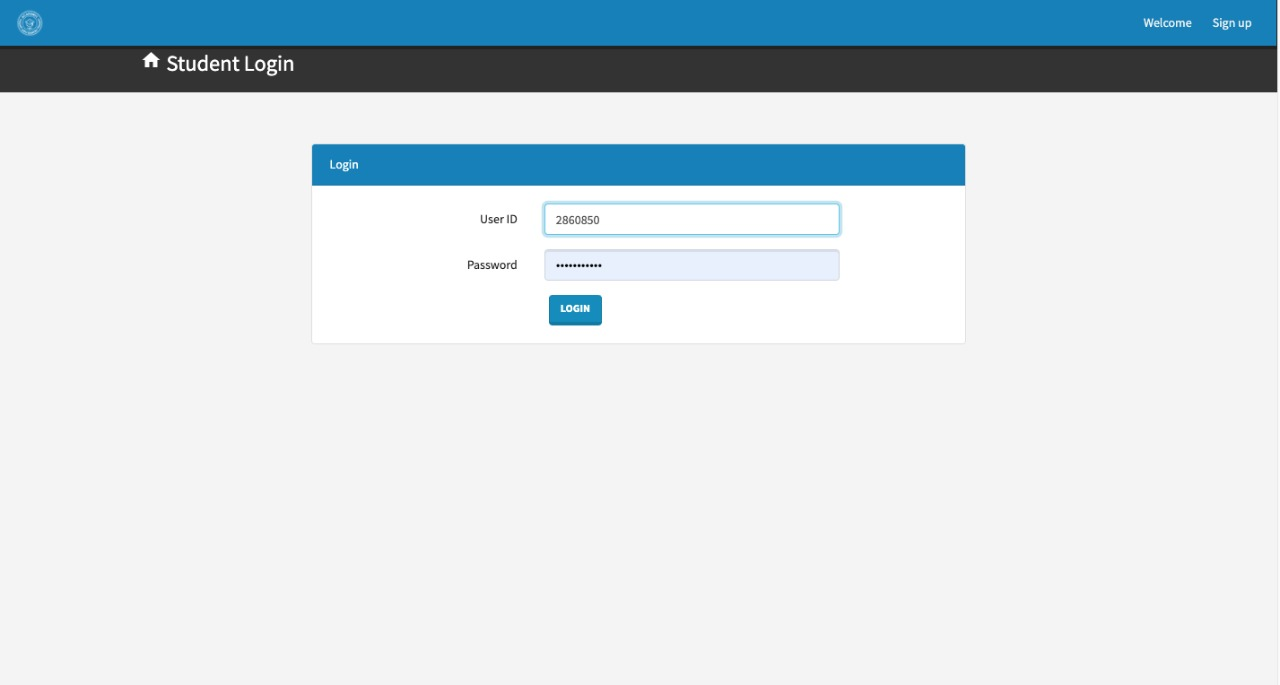 Welcome Sign up
Student Login
Login
User ID 2860850
Password •••••••••••
LOGIN